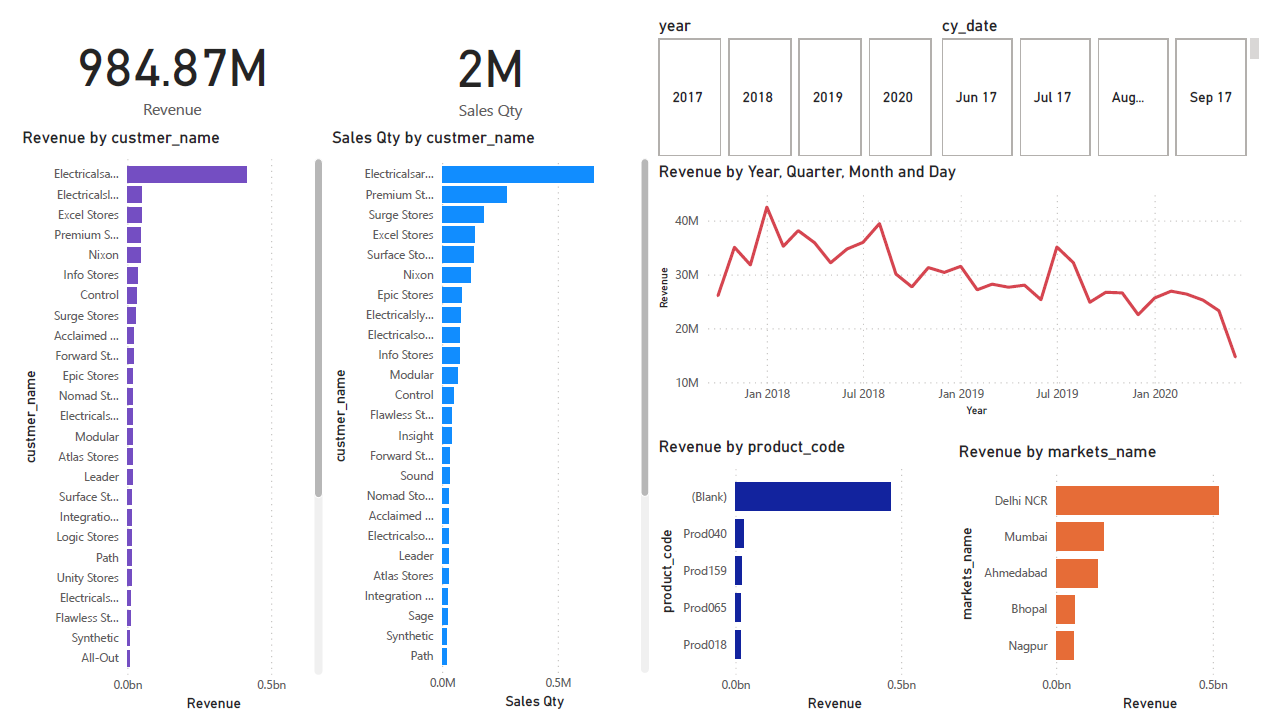 984.87M
Revenue
2M
Sales Qty
year
2017
2018
2019
2020
cy_date
Jun 17
Jul 17
Aug...
Sep 17
Revenue by custmer_name
custmer_name
Electricalsa...
Electricalsl...
Excel Stores
Premium S...
Nixon
Info Stores
Control
Surge Stores
Acclaimed ...
Forward St...
Epic Stores
Nomad St...
Electricals...
Modular
Atlas Stores
Leader
Surface St...
Integratio...
Logic Stores
Path
Unity Stores
Electricals...
Flawless St...
Synthetic
All-Out
0.0bn
0.5bn
Revenue
Sales Qty by custmer_name
custmer_name
Electricalsar...
Premium St...
Surge Stores
Excel Stores
Surface Sto...
Nixon
Epic Stores
Electricalsly...
Electricalso...
Info Stores
Modular
Control
Flawless St...
Insight
Forward St...
Sound
Nomad Sto...
Acclaimed ...
Electricalso...
Leader
Atlas Stores
Integration ...
Sage
Synthetic
Path
0.0M
0.5M
Sales Qty
Revenue by Year, Quarter, Month and Day
Revenue
40M
30M
20M
10M
Jan 2018
Jul 2018
Jan 2019
Jul 2019
Jan 2020
Year
Revenue by product_code
product_code
(Blank)
Prod040
Prod159
Prod065
Prod018
0.0bn
0.5bn
Revenue
Revenue by markets_name
markets_name
Delhi NCR
Mumbai
Ahmedabad
Bhopal
Nagpur
0.0bn
0.5bn
Revenue